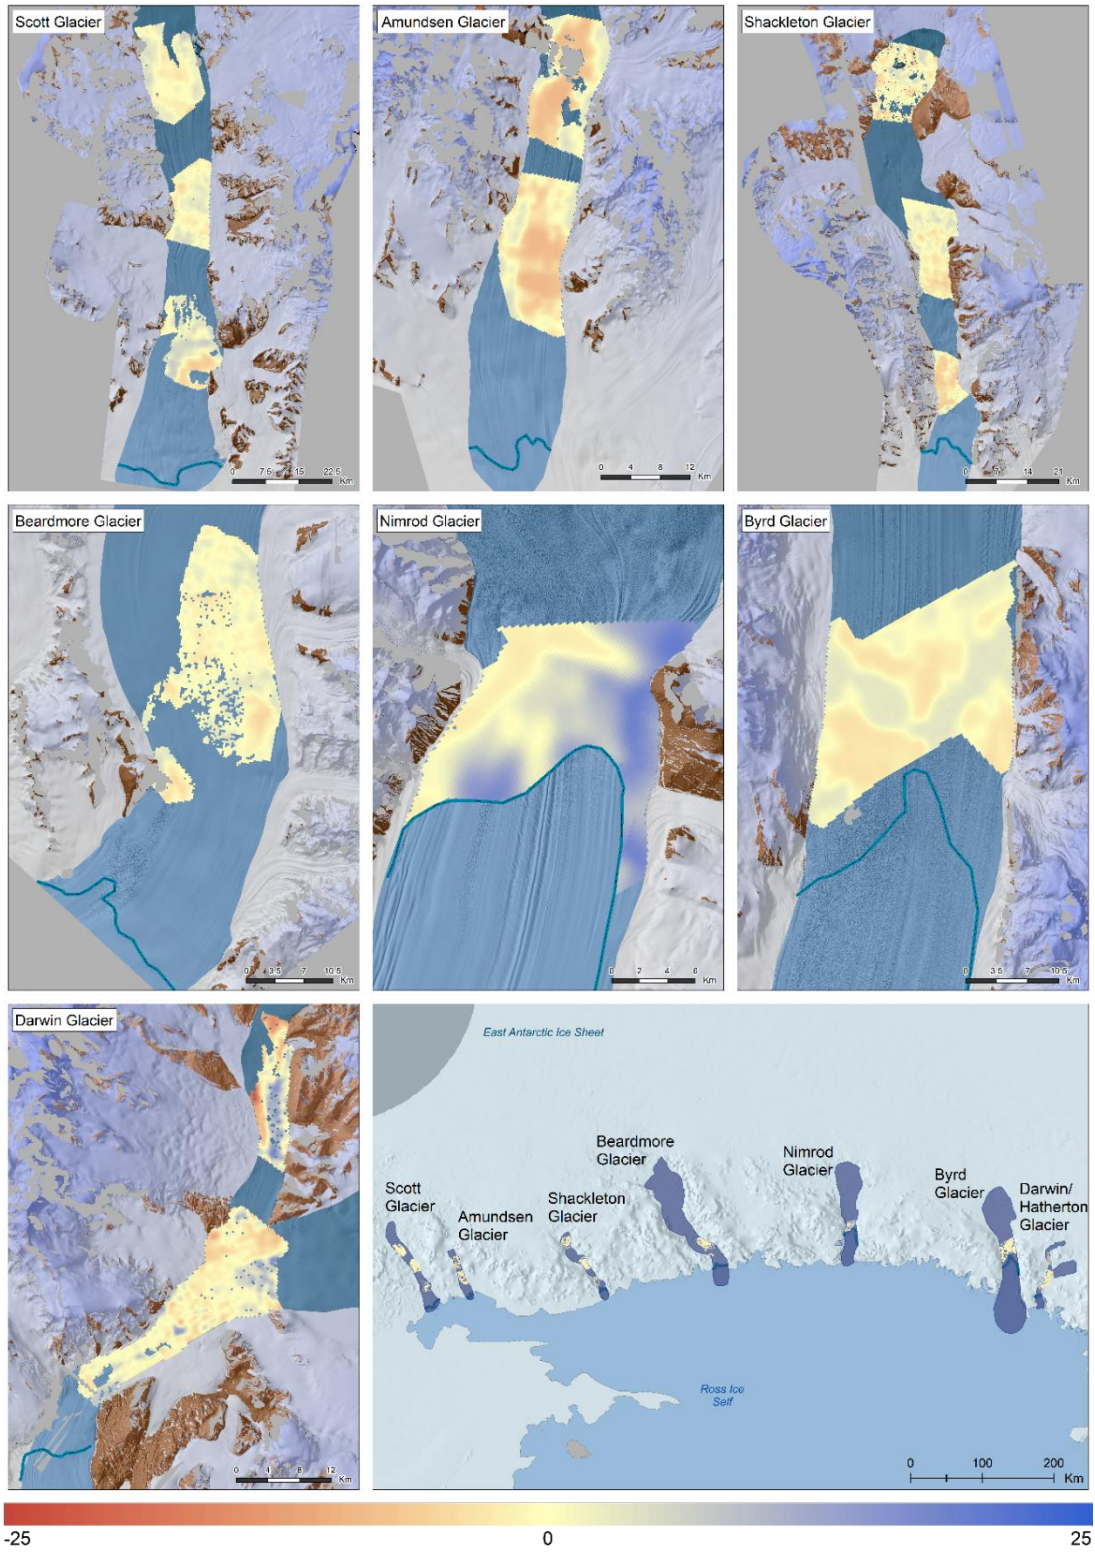 Scott Glacier
0 7.5 15 22.5
Km
Amundsen Glacier
0 4 8 12
Km
Shackleton Glacier
0 7 14 21
Km
Beardmore Glacier
0 3.5 7 10.5
Km
Nimrod Glacier
0 2 4 6
Km
Byrd Glacier
0 3.5 7 10.5
Km
Darwin Glacier
0 4 8 12
Km
East Antarctic Ice Sheet
Scott
Glacier
Amundsen
Glacier
Shackleton
Glacier
Beardmore
Glacier
Nimrod
Glacier
Byrd
Glacier
Darwin/
Hatherton
Glacier
Ross Ice
Self
0 100 200
Km
-25 0 25